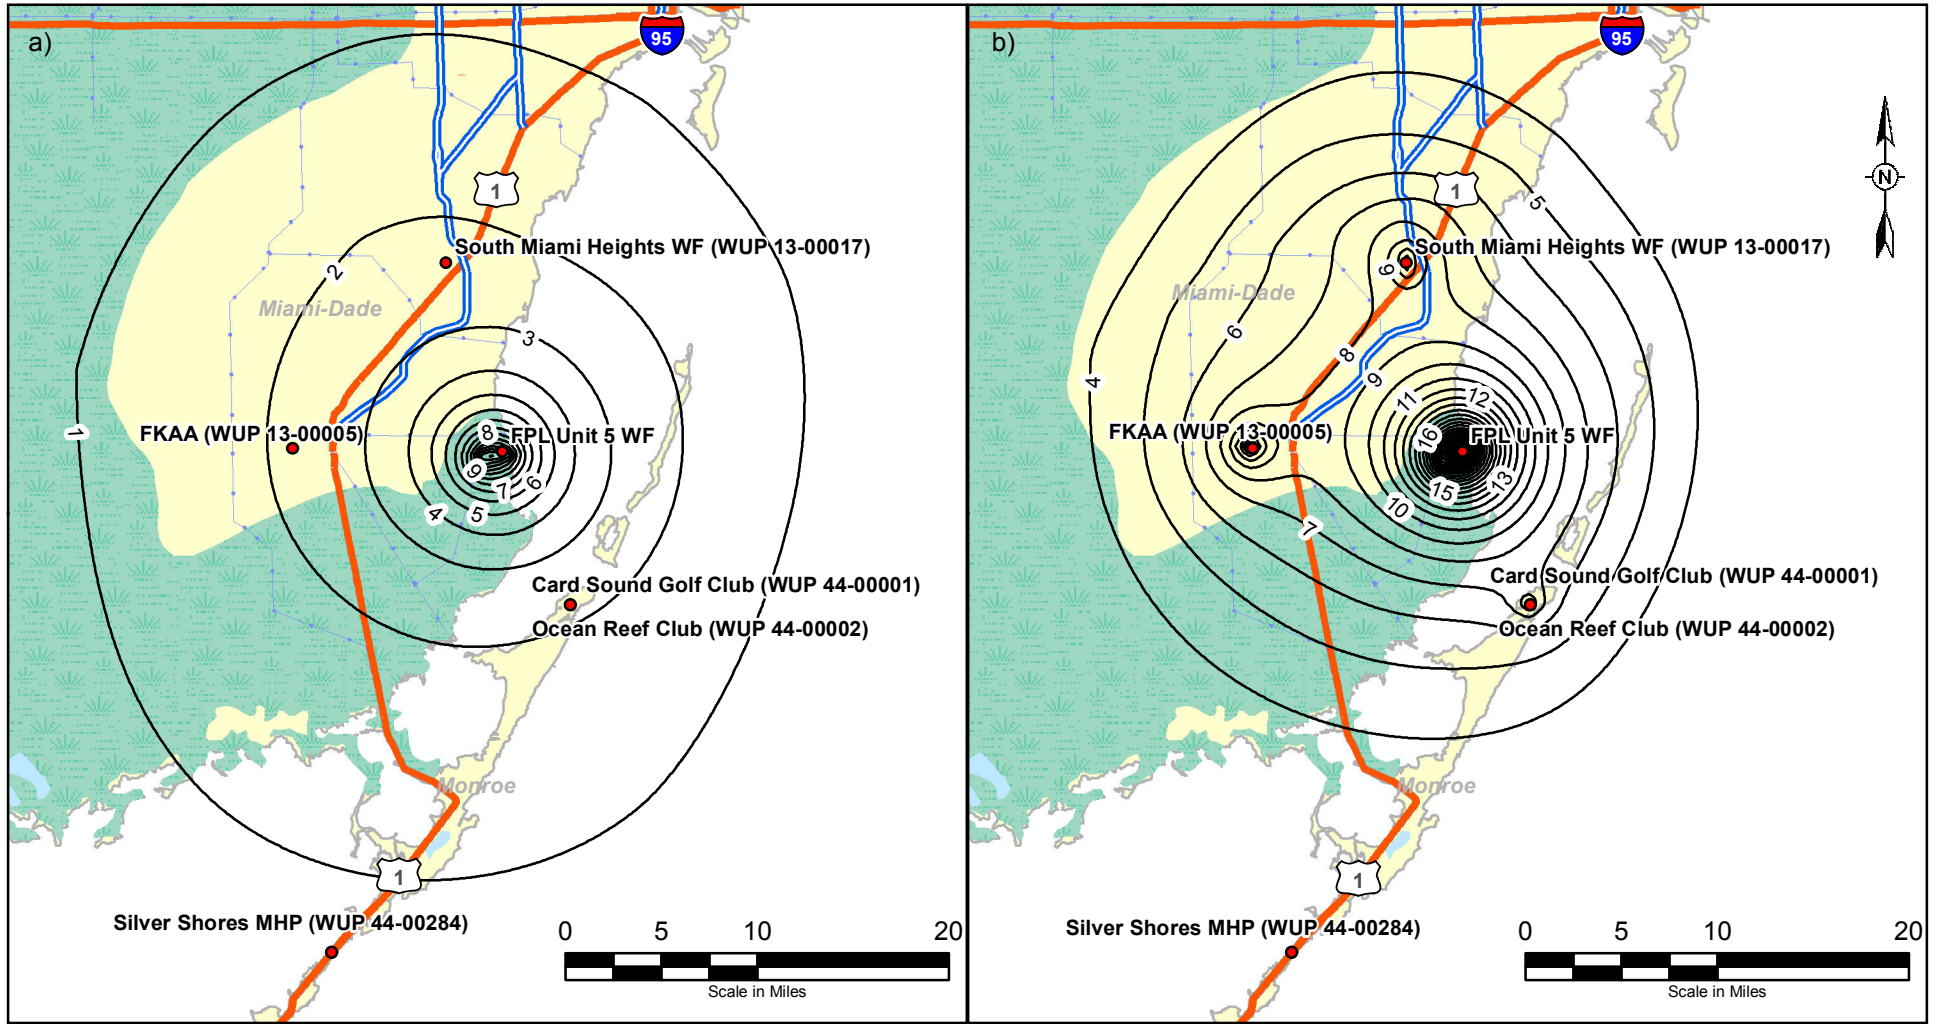 a)
95
1
South Miami Heights WF (WUP 13-00017)
2
Miami-Dade
3
1
FKAA (WUP 13-00005)
8
FPL Unit 5 WF
9
7
6
4
5
Card Sound Golf Club (WUP 44-00001)
Ocean Reef Club (WUP 44-00002)
Monroe
1
Silver Shores MHP (WUP 44-00284)
0 5 10 20
Scale in Miles
b)
95
1
5
N
South Miami Heights WF (WUP 13-00017)
9
Miami-Dade
6
8
4
9
11
12
FKAA (WUP 13-00005)
16
FPL Unit 5 WF
15
13
10
7
Card Sound Golf Club (WUP 44-00001)
Ocean Reef Club (WUP 44-00002)
Monroe
1
Silver Shores MHP (WUP 44-00284)
0 5 10 20
Scale in Miles